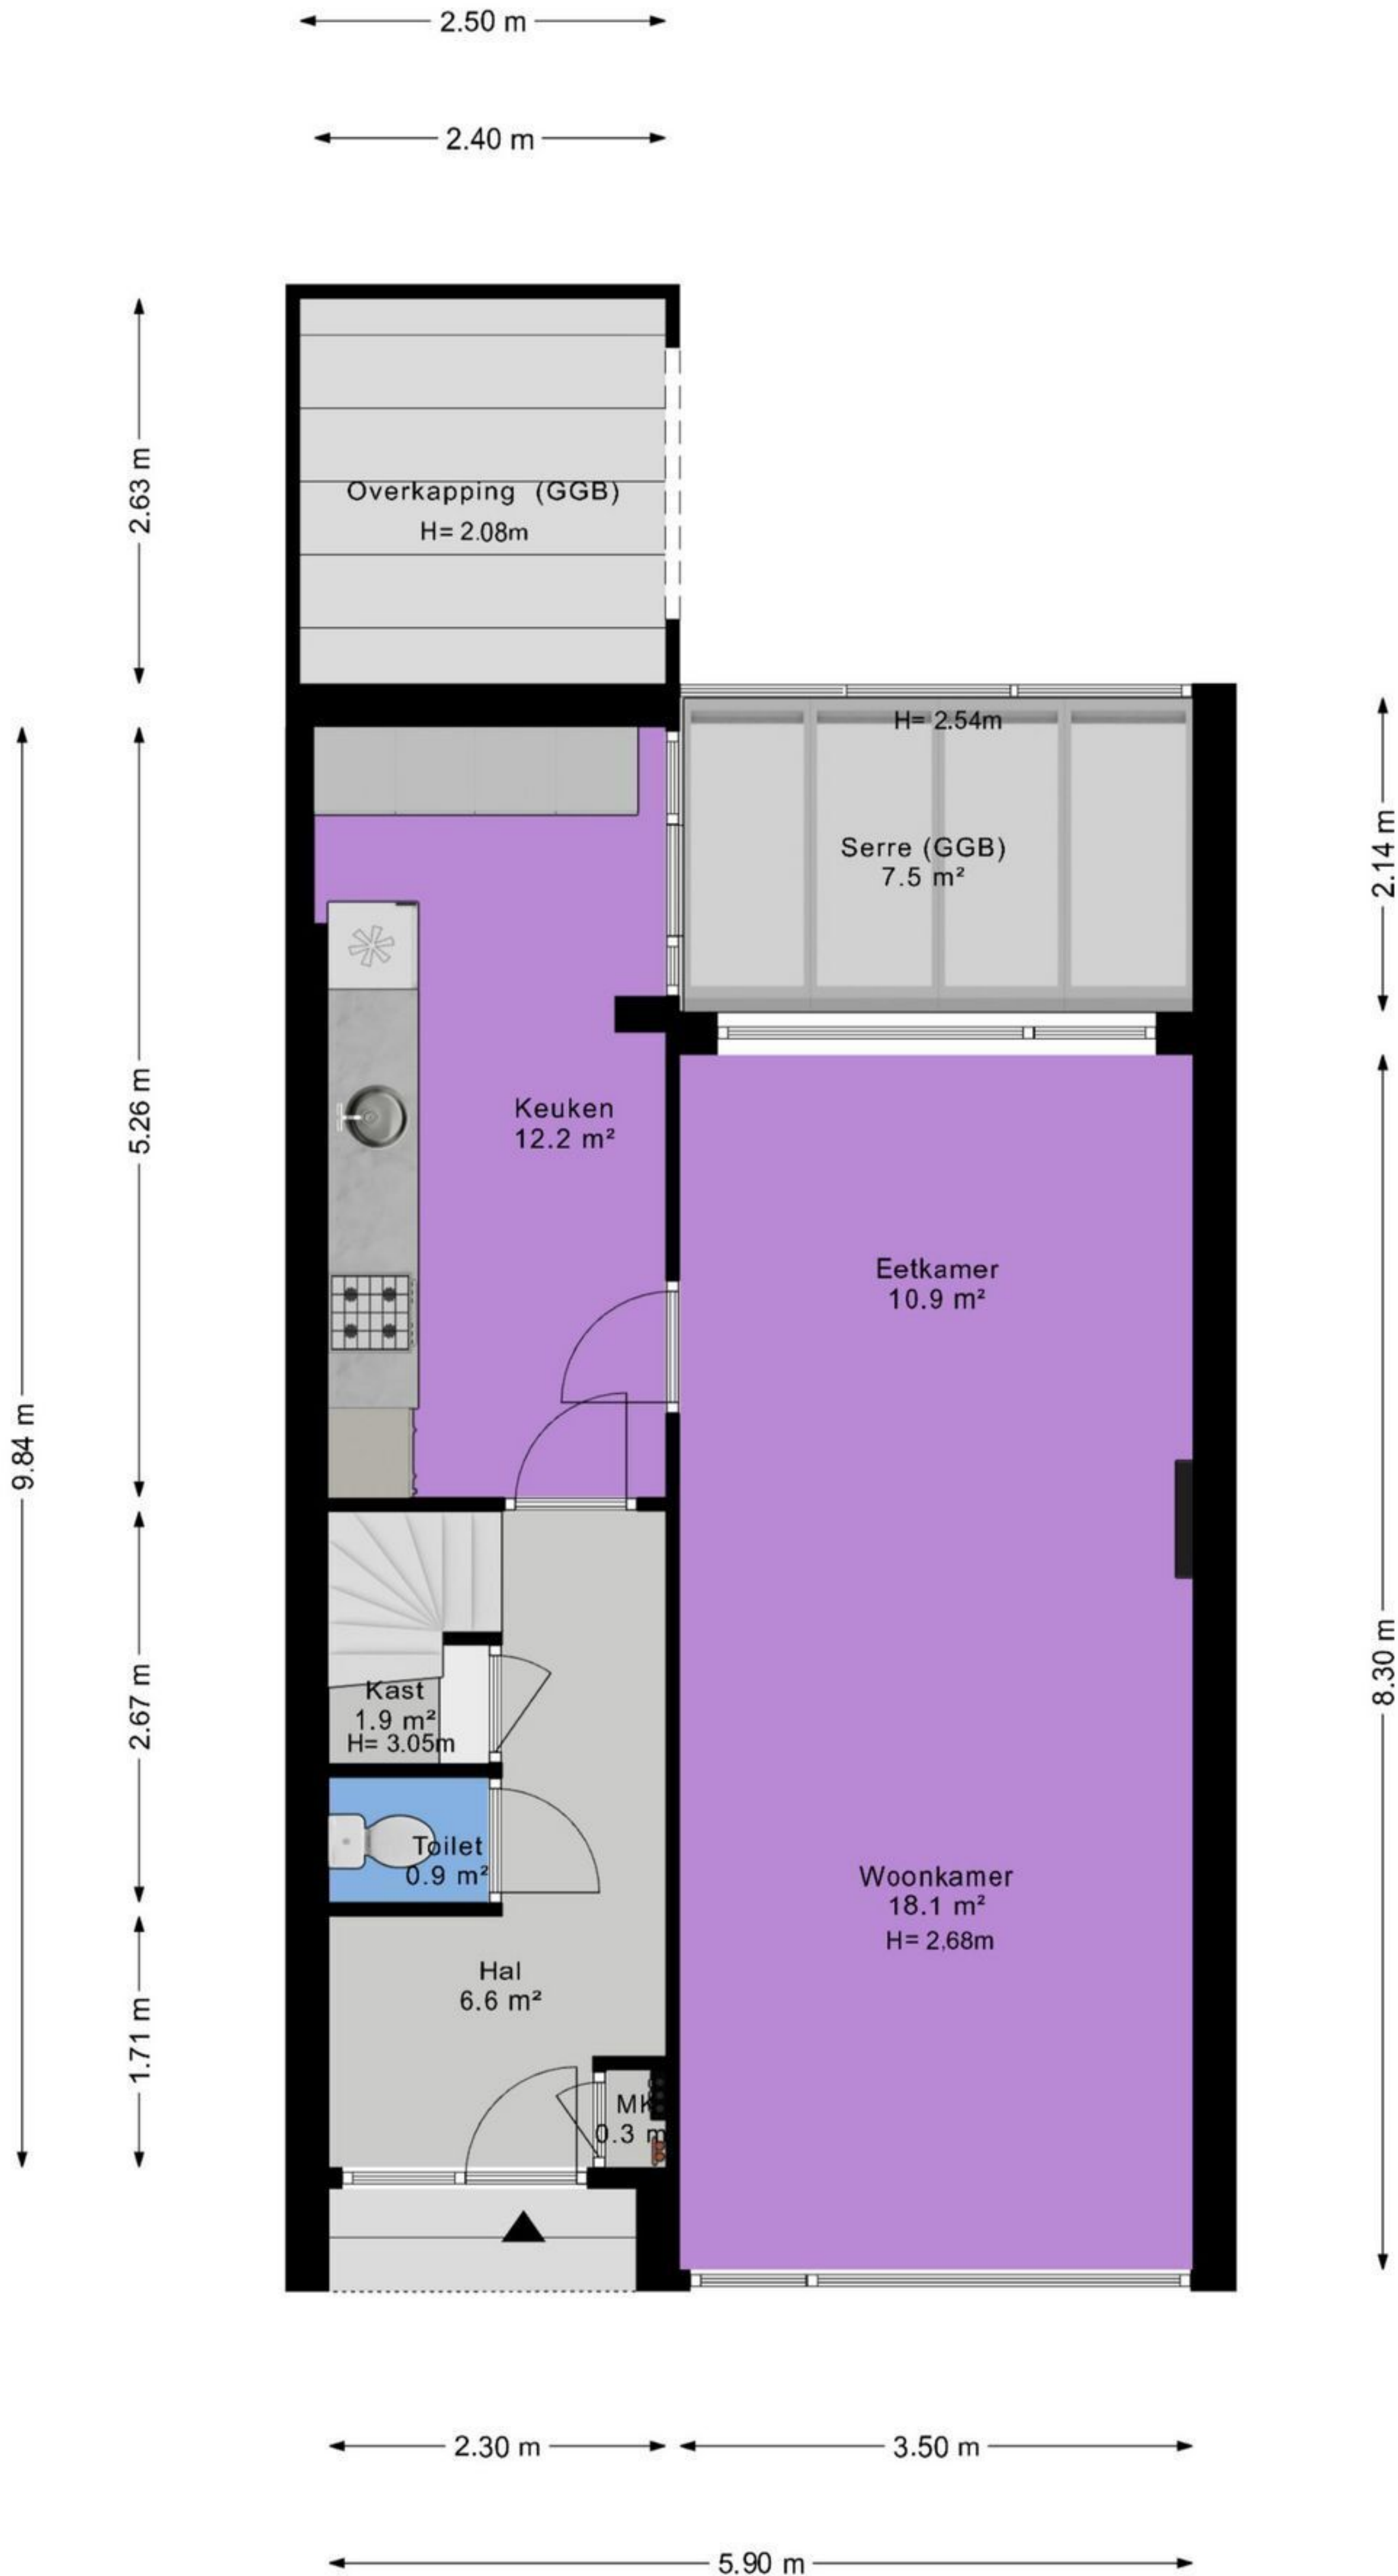 2.50 m
2.40 m
2.63 m
Overkapping (GGB)
H= 2.08m
H= 2.54m
Serre (GGB)
7.5 m²
2.14 m
5.26 m
Keuken
12.2 m²
Eetkamer
10.9 m²
9.84 m
8.30 m
2.67 m
Kast
1.9 m²
H= 3.05m
Toilet
0.9 m²
Woonkamer
18.1 m²
H= 2,68m
Hal
6.6 m²
1.71 m
MK
0.3 m
2.30 m
3.50 m
5.90 m